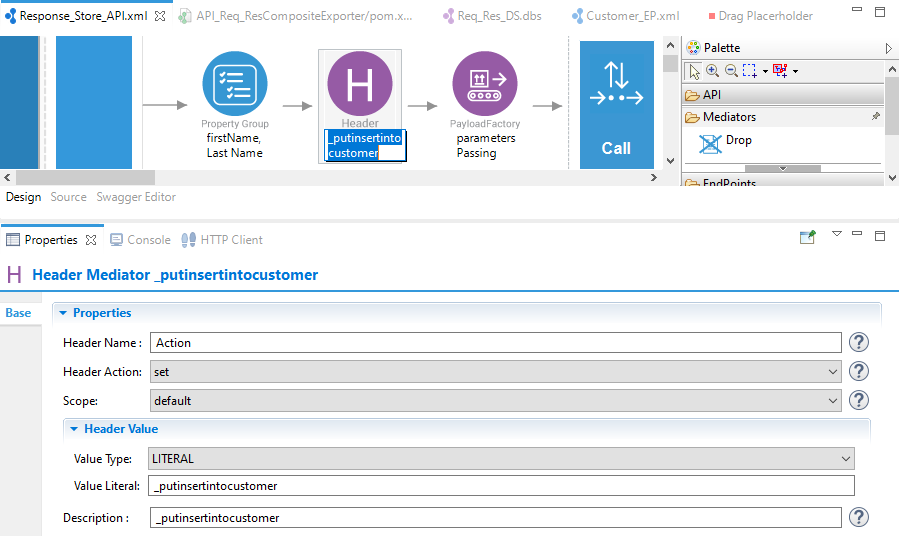 Response_Store_API.xml
API_Req_ResCompositeExporter/pom.x...
Req_Res_DS.dbs
Customer_EP.xml
Drag Placeholder
Property Group
firstName,
Last Name
H
Header
_putinsertinto
customer
PayloadFactory
parameters
Passing
Call
Palette
API
Mediators
Drop
EndPoints
Design
Source
Swagger Editor
Properties
Console
HTTP Client
H Header Mediator _putinsertintocustomer
Base
Properties
Header Name : Action
Header Action: set
Scope: default
Header Value
Value Type: LITERAL
Value Literal: _putinsertintocustomer
Description : _putinsertintocustomer